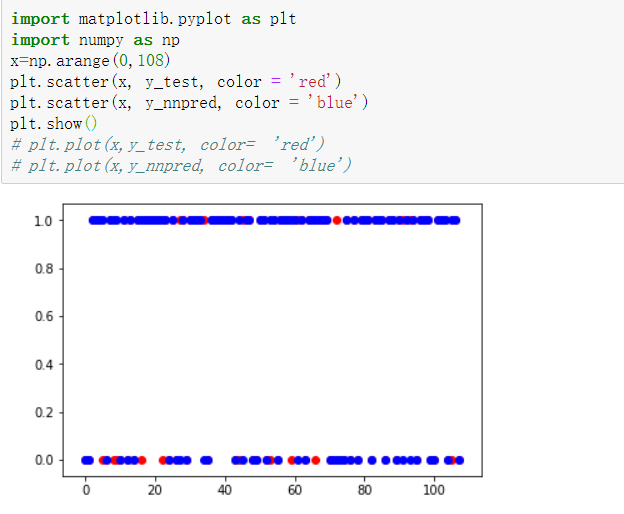 import matplotlib.pyplot as plt
import numpy as np
x=np.arange(0,108)
plt.scatter(x, y_test, color = 'red')
plt.scatter(x, y_nnpred, color = 'blue')
plt.show()
# plt.plot(x,y_test, color= 'red')
# plt.plot(x,y_nnpred, color= 'blue')
1.0
0.8
0.6
0.4
0.2
0.0
0 20 40 60 80 100